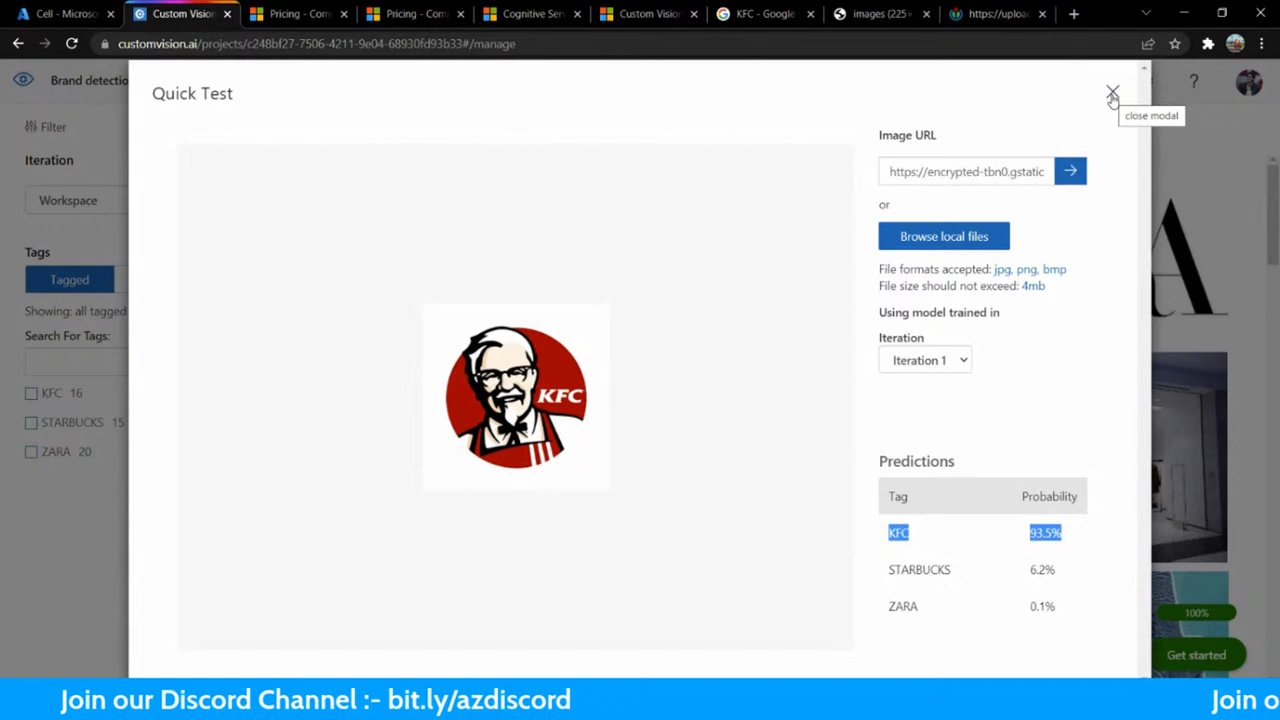 Cell - Microso
Custom Vision
Pricing - Comp
Pricing - Comp
Cognitive Ser
Custom Vision
KFC - Google
images (225×
https://uploa
customvision.ai/projects/c248bf27-7506-4211-9e04-68930fd93b33#/manage
Brand detectio
Quick Test
?
close modal
Filter
Iteration
Workspace
Tags
Tagged
Showing: all tagged
Search For Tags:
KFC 16
STARBUCKS 15
ZARA 20
KFC
Image URL
https://encrypted-tbn0.gstatic
or
Browse local files
File formats accepted: jpg, png, bmp
File size should not exceed: 4mb
Using model trained in
Iteration
Iteration 1
Predictions
Tag Probability
KFC 93.5%
STARBUCKS 6.2%
ZARA 0.1%
A
100%
Get started
Join our Discord Channel :- bit.ly/azdiscord
Join o